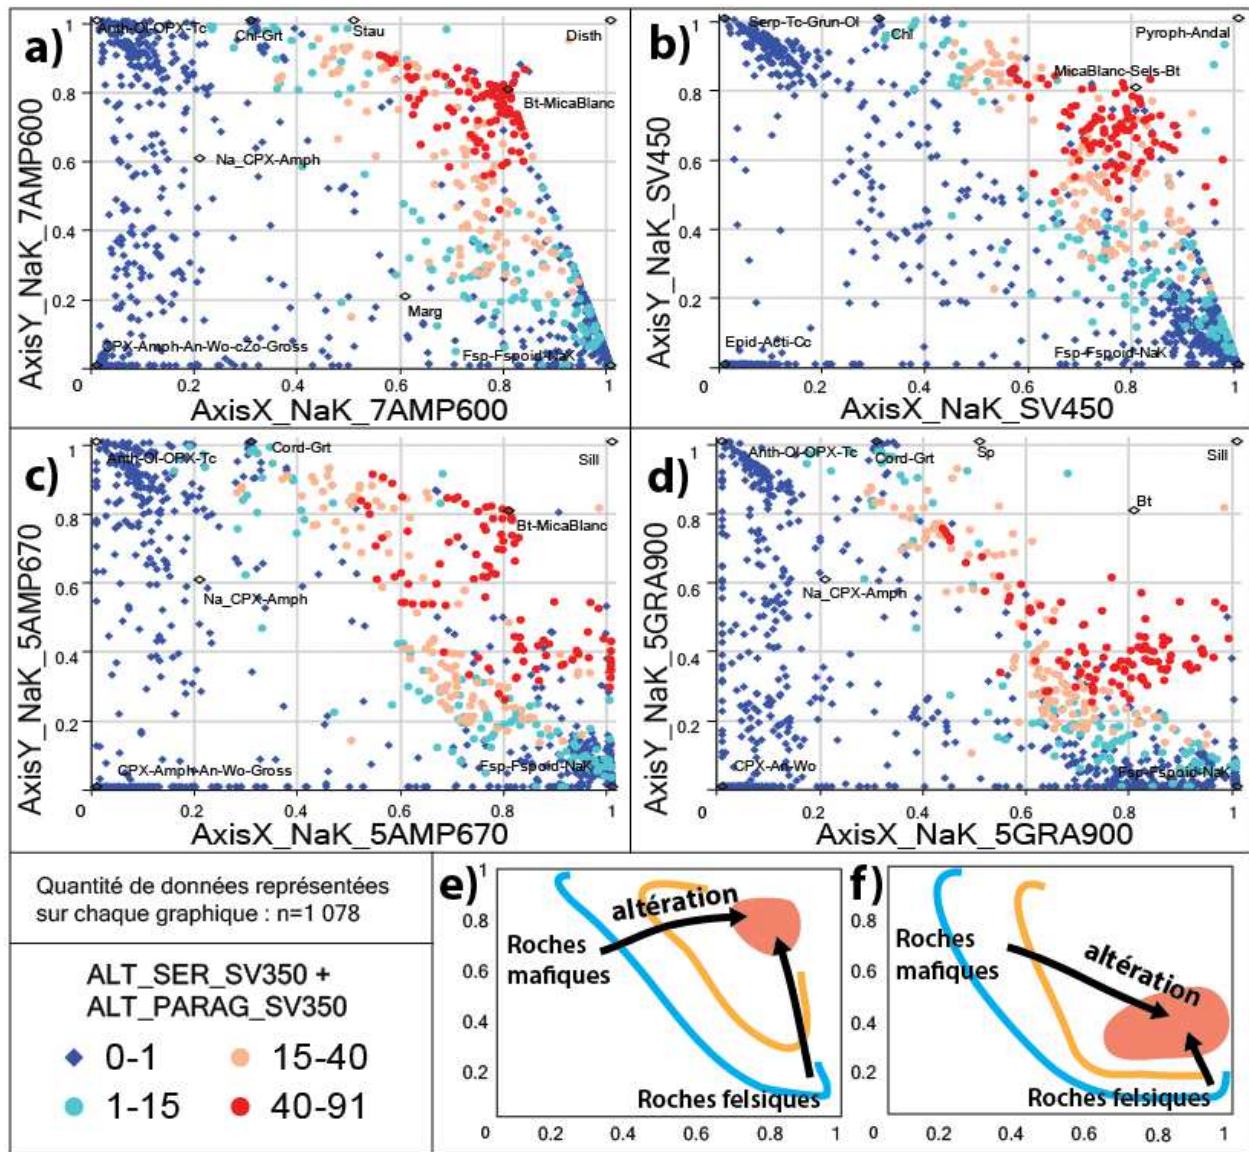 a)
Anth-Ol-OPX-Tc
Chl-Grt
Stau
Disth
Bt-MicaBlanc
Na_CPX-Amph
Marg
CPX-Amph-An-Wo-cZo-Gross
Fsp-Fspoid-NaK
1
0.8
0.6
0.4
0.2
0
0.2
0.4
0.6
0.8
1
AxisY_NaK_7AMP600
AxisX_NaK_7AMP600
b)
Serp-Tc-Grun-Ol
Chl
Pyroph-Andal
MicaBlanc-Sels-Bt
Epid-Acti-Cc
Fsp-Fspoid-NaK
1
0.8
0.6
0.4
0.2
0
0.2
0.4
0.6
0.8
1
AxisY_NaK_SV450
AxisX_NaK_SV450
c)
Anth-Ol-OPX-Tc
Cord-Grt
Sill
Bt-MicaBlanc
Na_CPX-Amph
CPX-Amph-An-Wo-Gross
Fsp-Fspoid-NaK
1
0.8
0.6
0.4
0.2
0
0.2
0.4
0.6
0.8
1
AxisY_NaK_5AMP670
AxisX_NaK_5AMP670
d)
Anth-Ol-OPX-Tc
Cord-Grt
Sp
Sill
Bt
Na_CPX-Amph
CPX-An-Wo
Fsp-Fspoid-NaK
1
0.8
0.6
0.4
0.2
0
0.2
0.4
0.6
0.8
1
AxisY_NaK_5GRA900
AxisX_NaK_5GRA900
Quantité de données représentées
sur chaque graphique : n=1 078
ALT_SER_SV350 +
ALT_PARAG_SV350
0-1
15-40
1-15
40-91
e)
1
0.8
0.6
0.4
0.2
altération
Roches
mafiques
Roches felsiques
0
0.2
0.4
0.6
0.8
1
f)
1
0.8
0.6
0.4
0.2
Roches
mafiques
altération
Roches felsiques
0
0.2
0.4
0.6
0.8
1